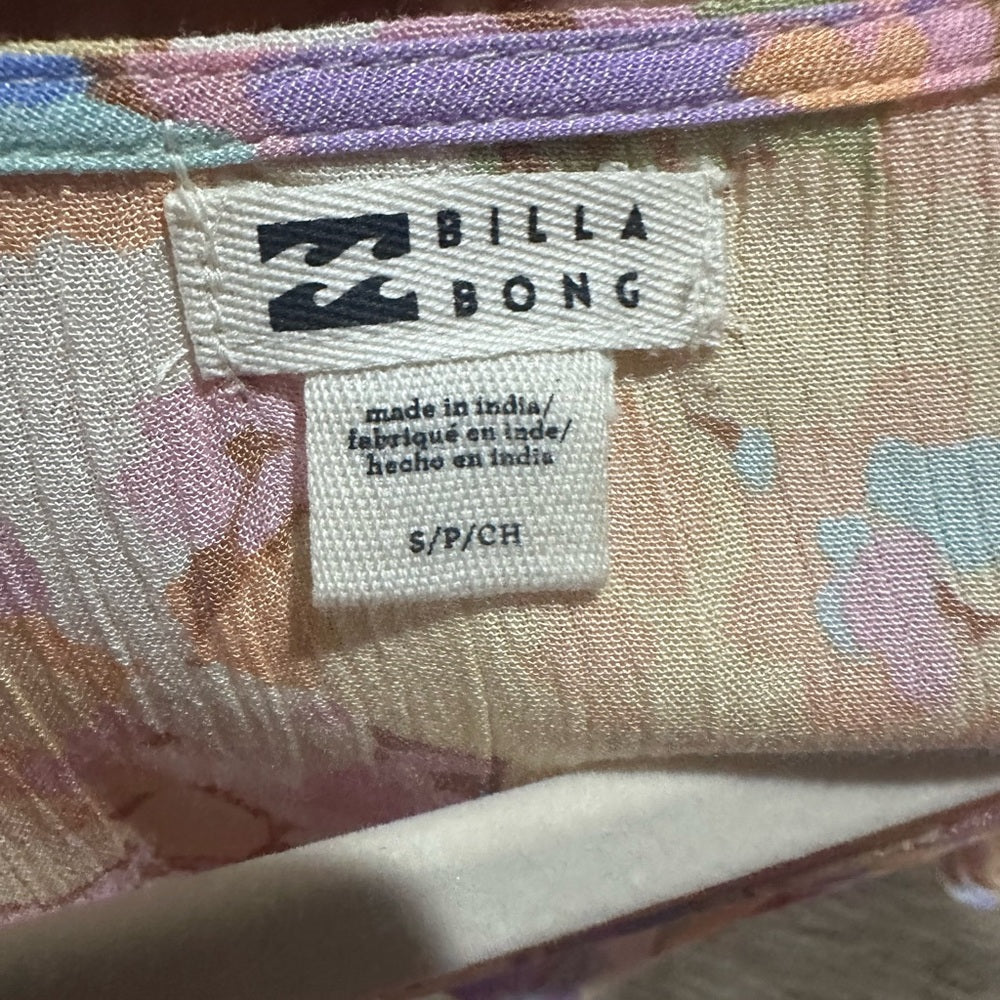 BILLA
BONG
made in india/
fabriqué en inde/
hecho en india
S/P/CH